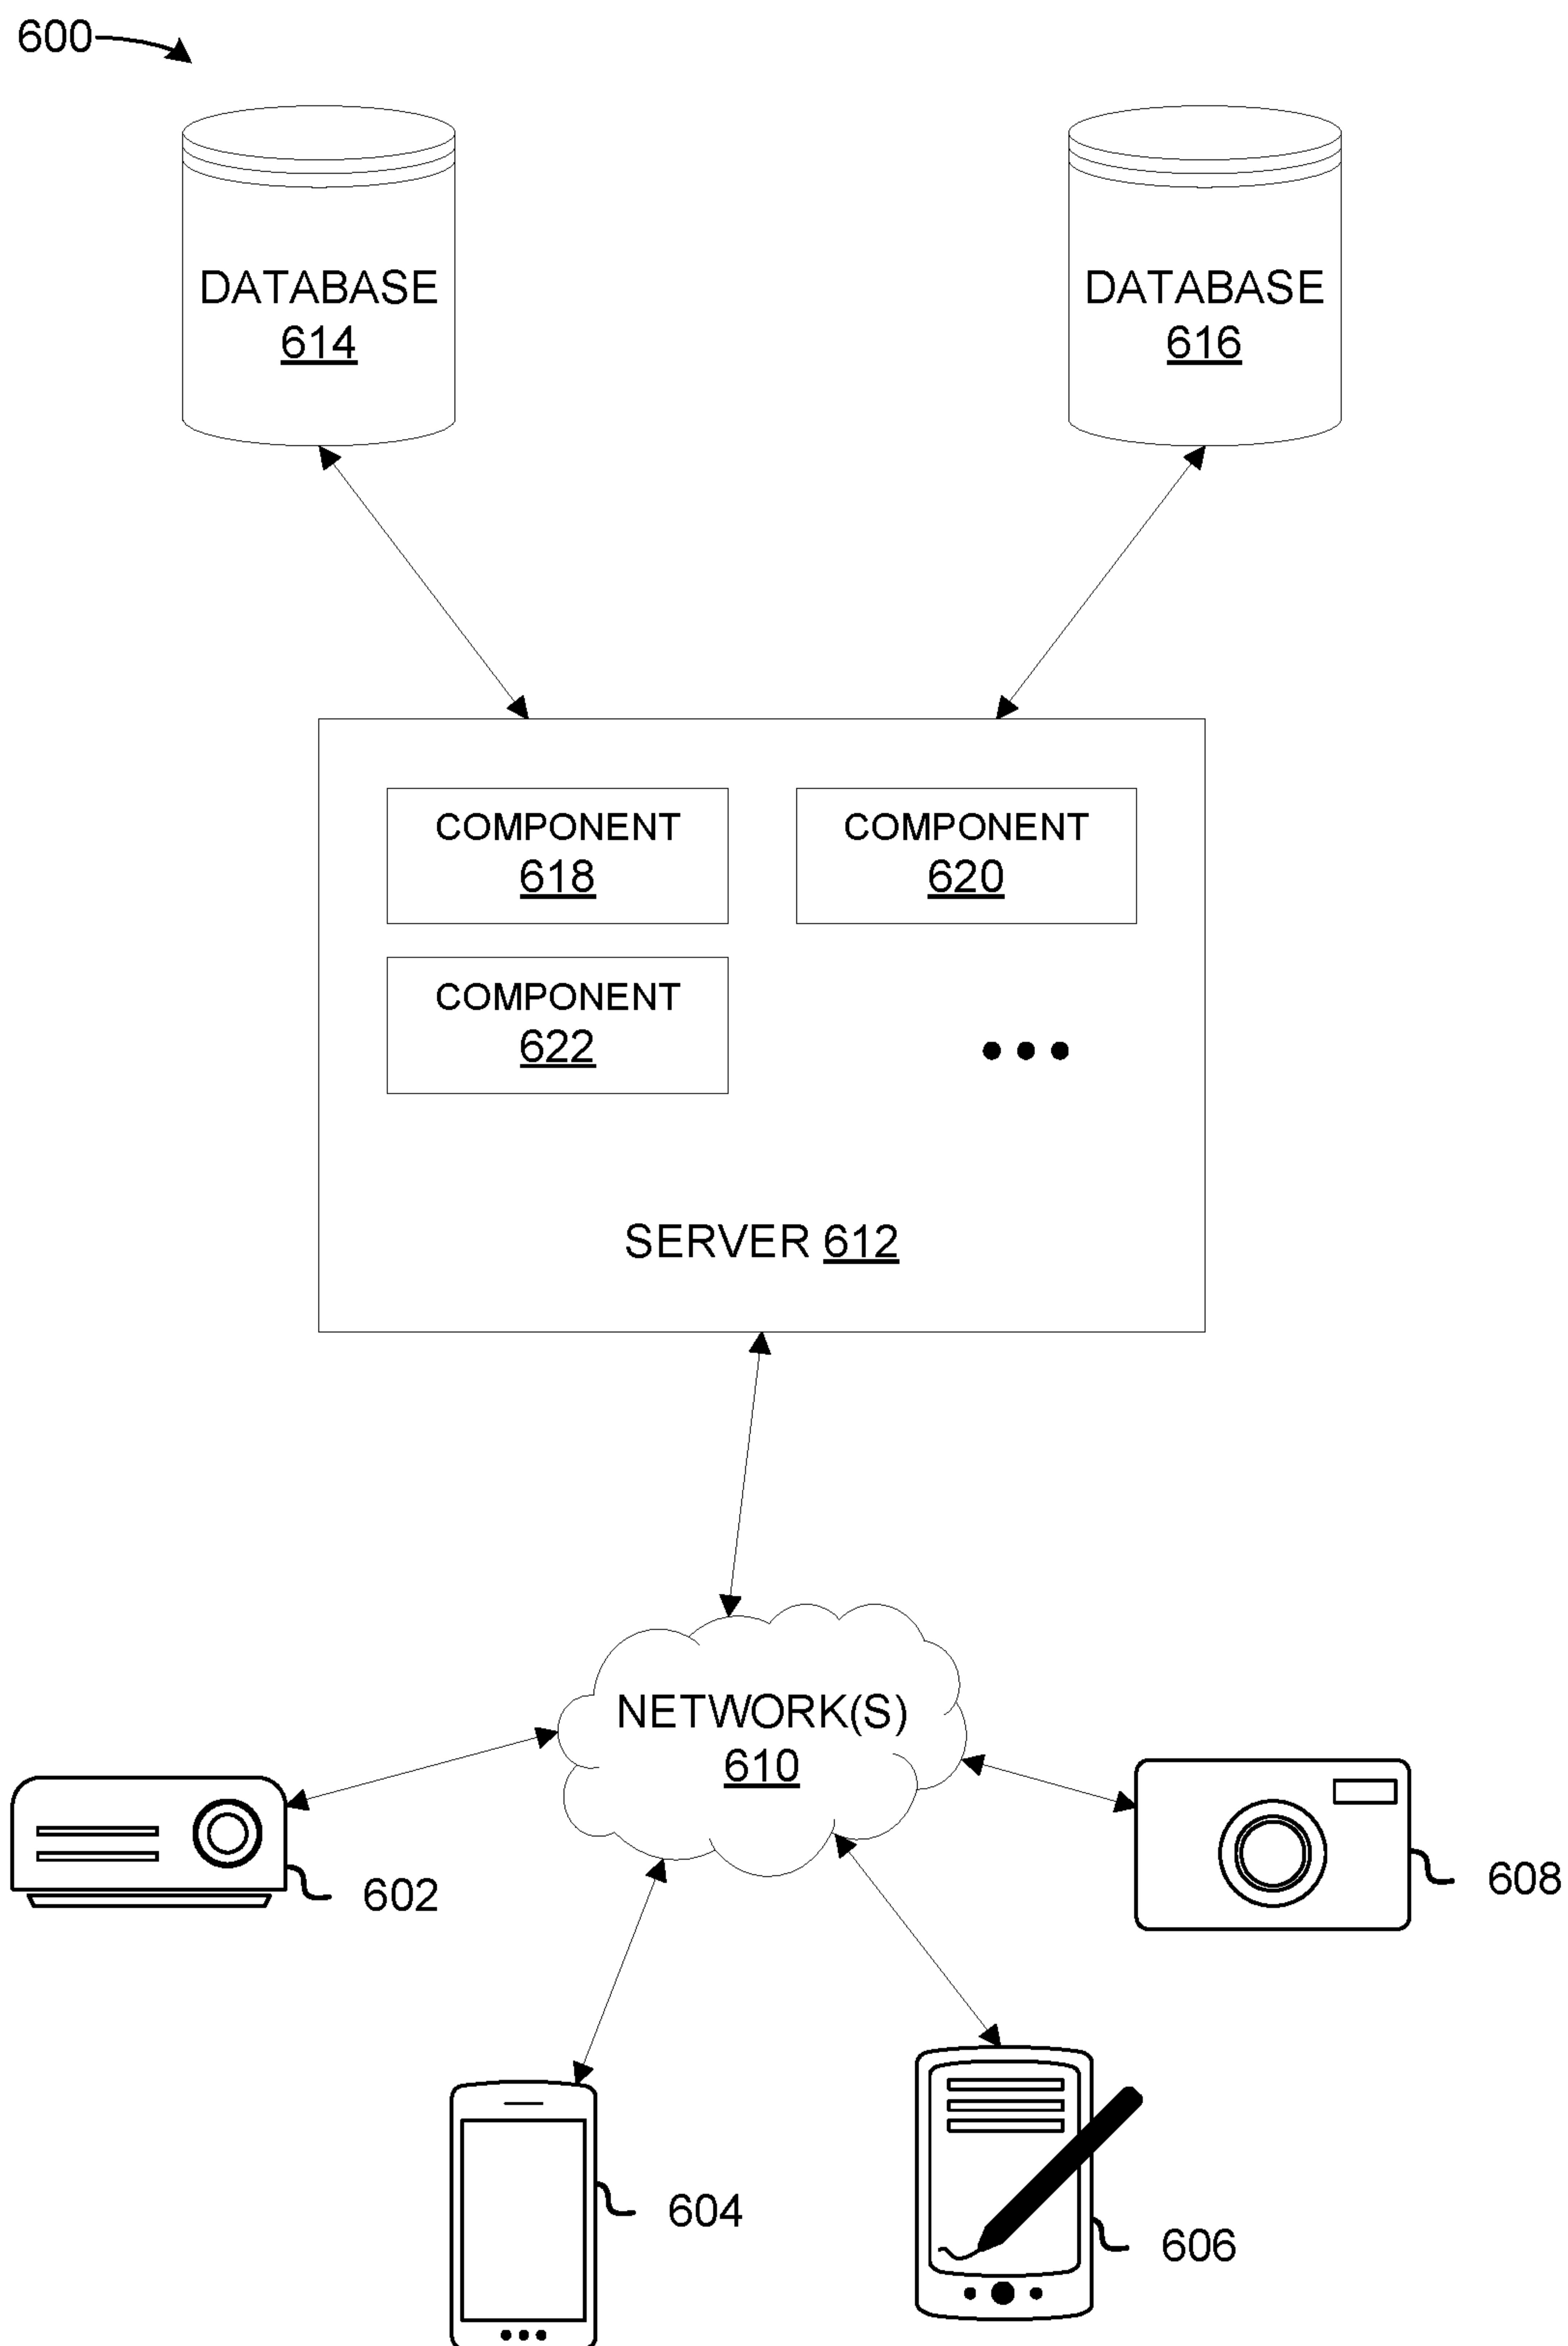 600
DATABASE
614
DATABASE
616
COMPONENT
618
COMPONENT
620
COMPONENT
622
SERVER 612
NETWORK(S)
610
602
608
604
606